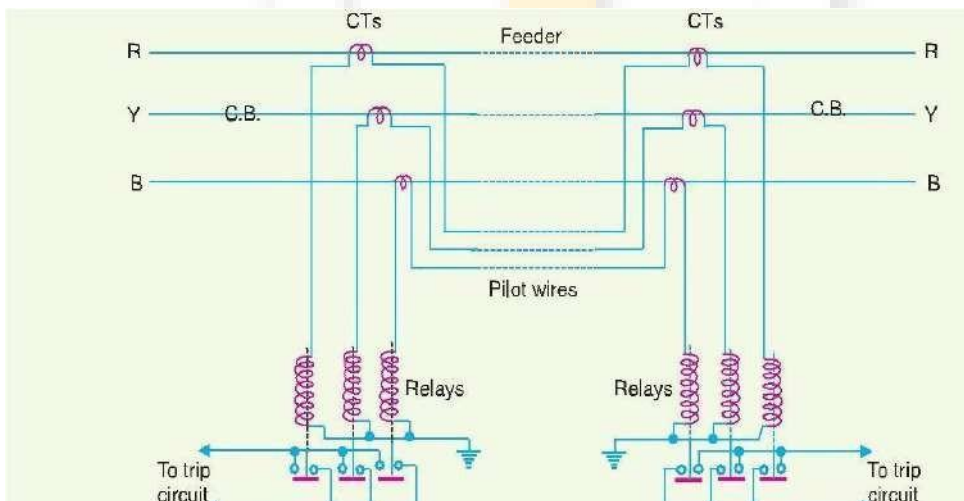 CTs
CTs
R
Feeder
R
Y
C.B.
C.B.
Y
B
B
Pilot wires
Relays
Relays
To trip
circuit
To trip
circuit